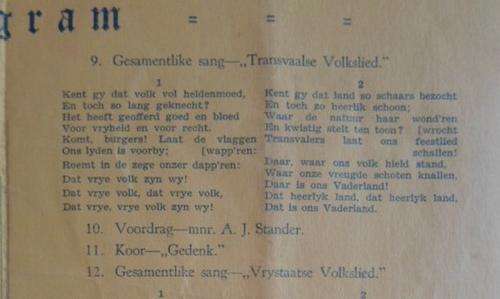 gram = = =
9. Gesamentlike sang—„Transvaalse Volkslied."
1
Kent gy dat volk vol heldenmoed,
En toch so lang geknecht?
Het heeft geofferd goed en bloed
Voor vryheid en voor recht.
Komt, burgers! Laat de vlaggen
Ons lyden is voorby; [wapp'ren:
Roemt in de zege onzer dapp'ren:
Dat vrye volk zyn wy!
Dat vrye volk, dat vrye volk,
Dat vrye, vrye volk zyn wy!
2
Kent gy dat land so schaars bezocht
En toch zo heerlik schoon;
Waar de natuur haar wond'ren
En kwistig stelt ten toon? [wrocht
Transvalers laat ons feestlied
schallen!
Daar, waar ons volk hield stand,
Waar onze vreugde schoten knallen,
Daar is ons Vaderland!
Dat heerlyk land, dat heerlyk land,
Dat is ons Vaderland.
10. Voordrag—mnr. A. J. Stander.
11. Koor—„Gedenk."
12. Gesamentlike sang—„Vrystaatse Volkslied."
1 2